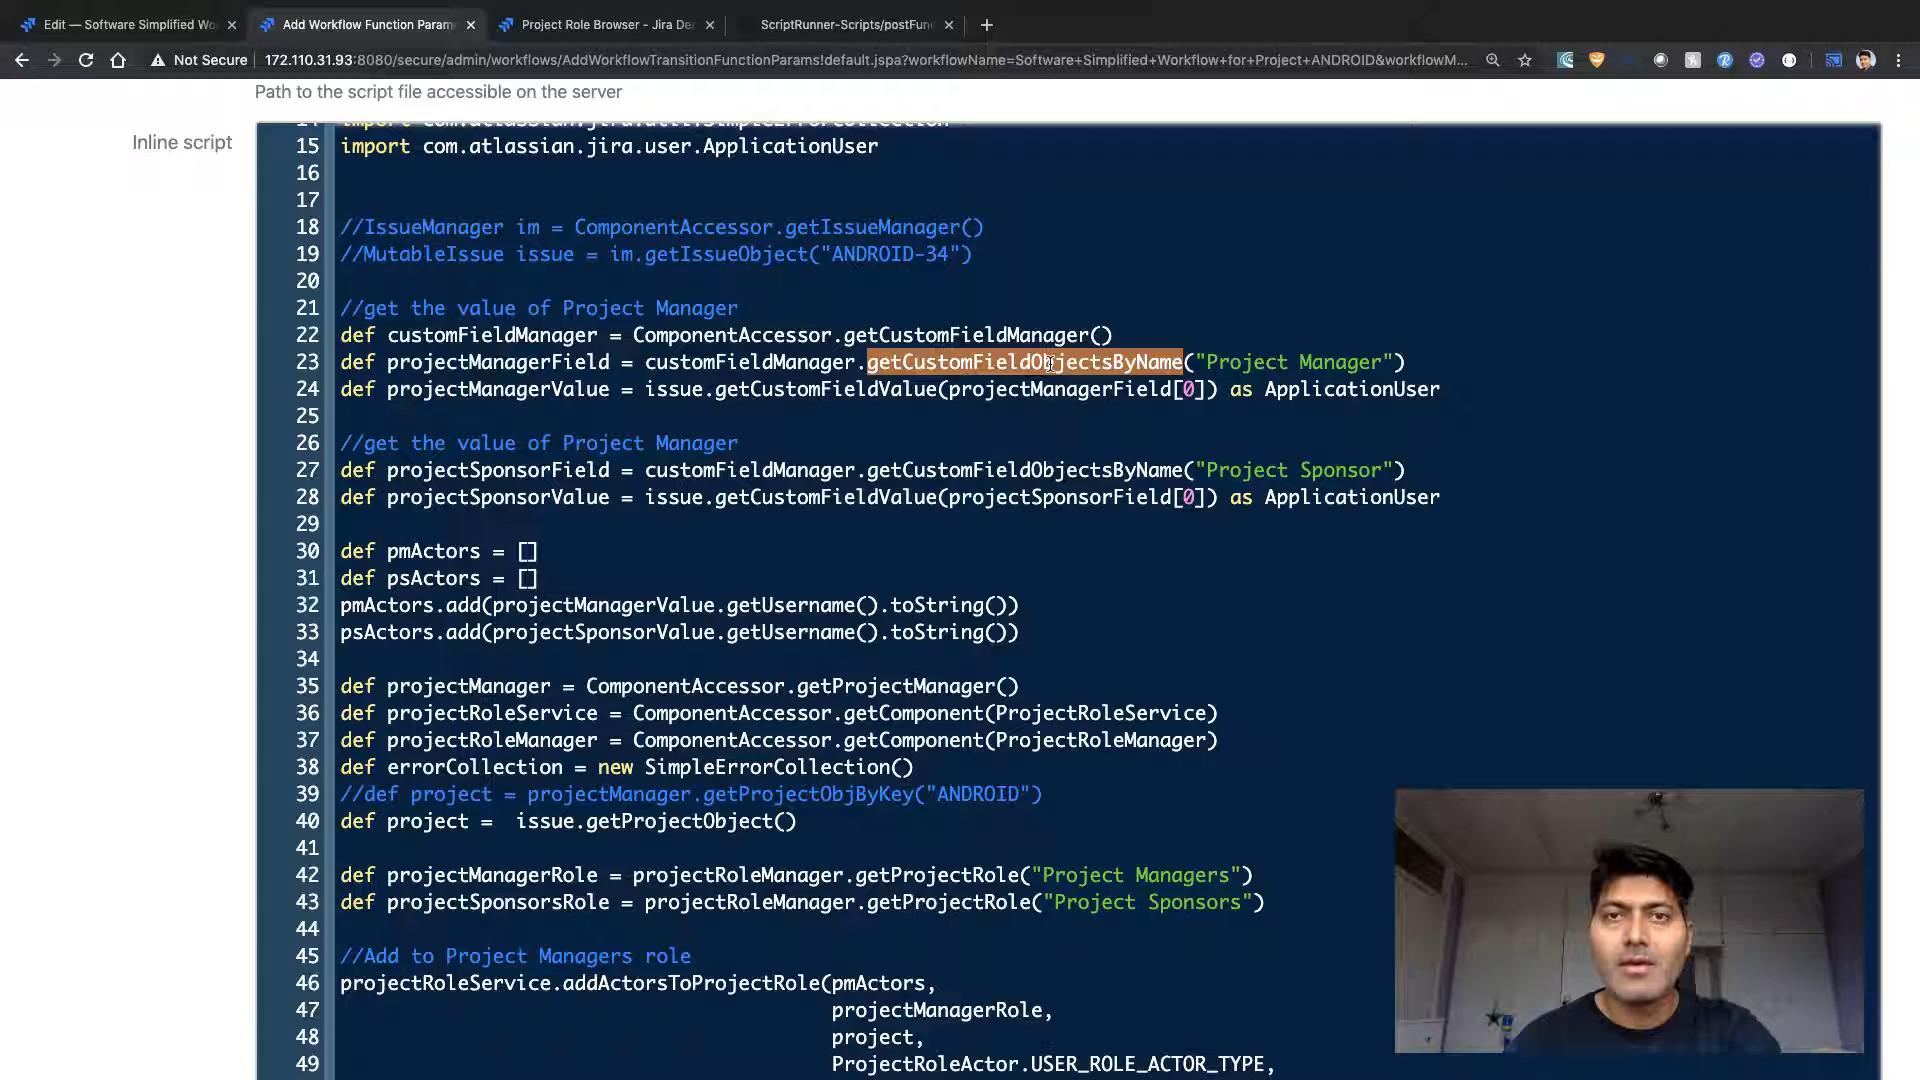 Edit — Software Simplified Wo
Add Workflow Function Param
Project Role Browser - Jira De
ScriptRunner-Scripts/postFun
Not Secure
172.110.31.93:8080/secure/admin/workflows/AddWorkflowTransitionFunctionParams!default.jspa?workflowName=Software+Simplified+Workflow+for+Project+ANDROID&workflowM...
Path to the script file accessible on the server
Inline script
14 import com.atlassian.jira.util.SimpleErrorCollection
15 import com.atlassian.jira.user.ApplicationUser
16
17
18 //IssueManager im = ComponentAccessor.getIssueManager()
19 //MutableIssue issue = im.getIssueObject("ANDROID-34")
20
21 //get the value of Project Manager
22 def customFieldManager = ComponentAccessor.getCustomFieldManager()
23 def projectManagerField = customFieldManager.getCustomFieldObjectsByName("Project Manager")
24 def projectManagerValue = issue.getCustomFieldValue(projectManagerField[0]) as ApplicationUser
25
26 //get the value of Project Manager
27 def projectSponsorField = customFieldManager.getCustomFieldObjectsByName("Project Sponsor")
28 def projectSponsorValue = issue.getCustomFieldValue(projectSponsorField[0]) as ApplicationUser
29
30 def pmActors = []
31 def psActors = []
32 pmActors.add(projectManagerValue.getUsername().toString())
33 psActors.add(projectSponsorValue.getUsername().toString())
34
35 def projectManager = ComponentAccessor.getProjectManager()
36 def projectRoleService = ComponentAccessor.getComponent(ProjectRoleService)
37 def projectRoleManager = ComponentAccessor.getComponent(ProjectRoleManager)
38 def errorCollection = new SimpleErrorCollection()
39 //def project = projectManager.getProjectObjByKey("ANDROID")
40 def project =  issue.getProjectObject()
41
42 def projectManagerRole = projectRoleManager.getProjectRole("Project Managers")
43 def projectSponsorsRole = projectRoleManager.getProjectRole("Project Sponsors")
44
45 //Add to Project Managers role
46 projectRoleService.addActorsToProjectRole(pmActors,
47 projectManagerRole,
48 project,
49 ProjectRoleActor.USER_ROLE_ACTOR_TYPE,